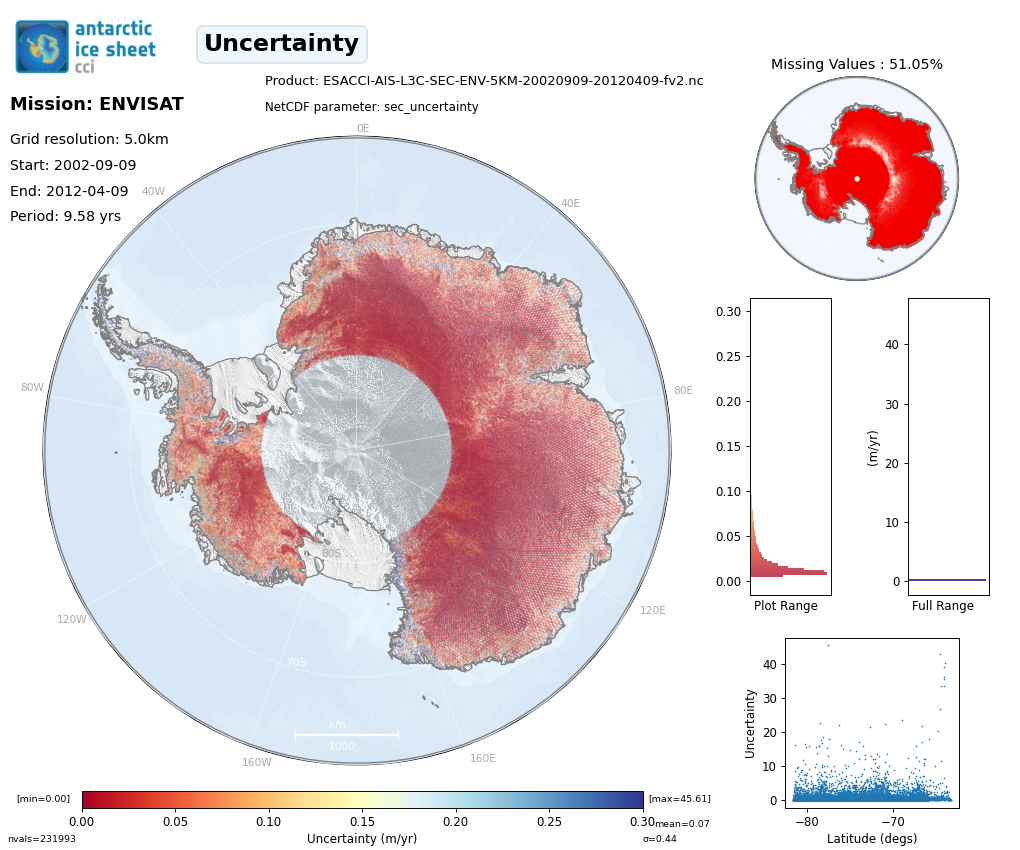 antarctic
ice sheet
cci
Uncertainty
Product: ESACCI-AIS-L3C-SEC-ENV-5KM-20020909-20120409-fv2.nc
NetCDF parameter: sec_uncertainty
Mission: ENVISAT
Grid resolution: 5.0km
Start: 2002-09-09
End: 2012-04-09
Period: 9.58 yrs
0E
40W
40E
80W
80E
120W
120E
160W
160E
80S
70S
km
1000
Missing Values : 51.05%
0.30
0.25
0.20
0.15
0.10
0.05
0.00
Plot Range
(m/yr)
40
30
20
10
0
Full Range
Uncertainty
40
30
20
10
0
−80
−70
Latitude (degs)
[min=0.00]
[max=45.61]
0.00
0.05
0.10
0.15
0.20
0.25
0.30
mean=0.07
nvals=231993
Uncertainty (m/yr)
σ=0.44